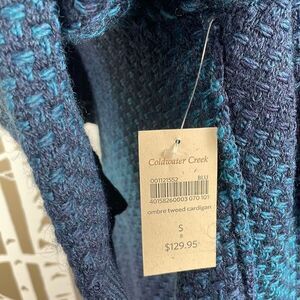 Coldwater Creek
001121552 BLU
40158260003 070 101
ombre tweed cardigan
S
$129.95